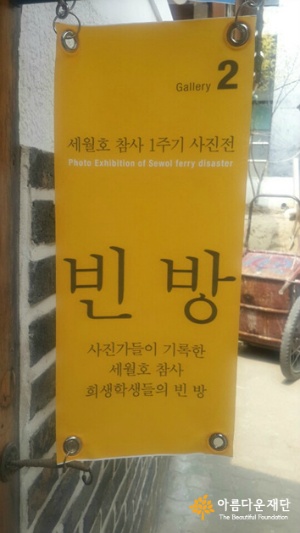 Gallery 2
세월호 참사 1주기 사진전
Photo Exhibition of Sewol ferry disaster
빈 방
사진가들이 기록한
세월호 참사
희생학생들의 빈 방
아름다운재단
The Beautiful Foundation